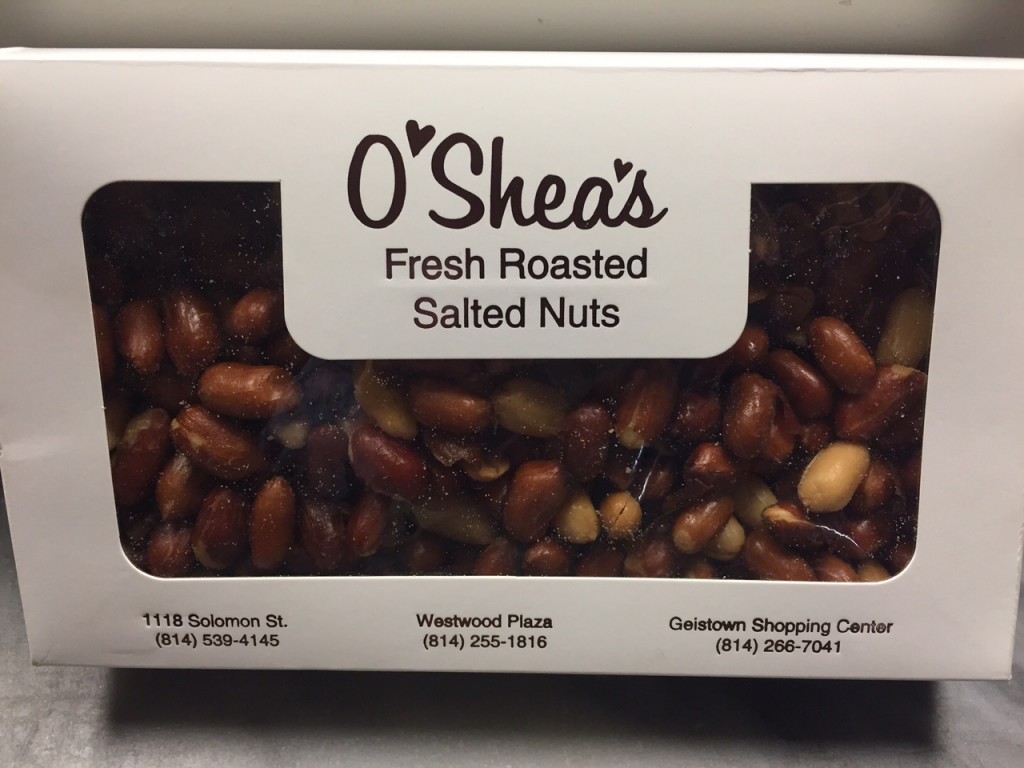 O'Shea's
Fresh Roasted
Salted Nuts
1118 Solomon St.
(814) 539-4145
Westwood Plaza
(814) 255-1816
Geistown Shopping Center
(814) 266-7041